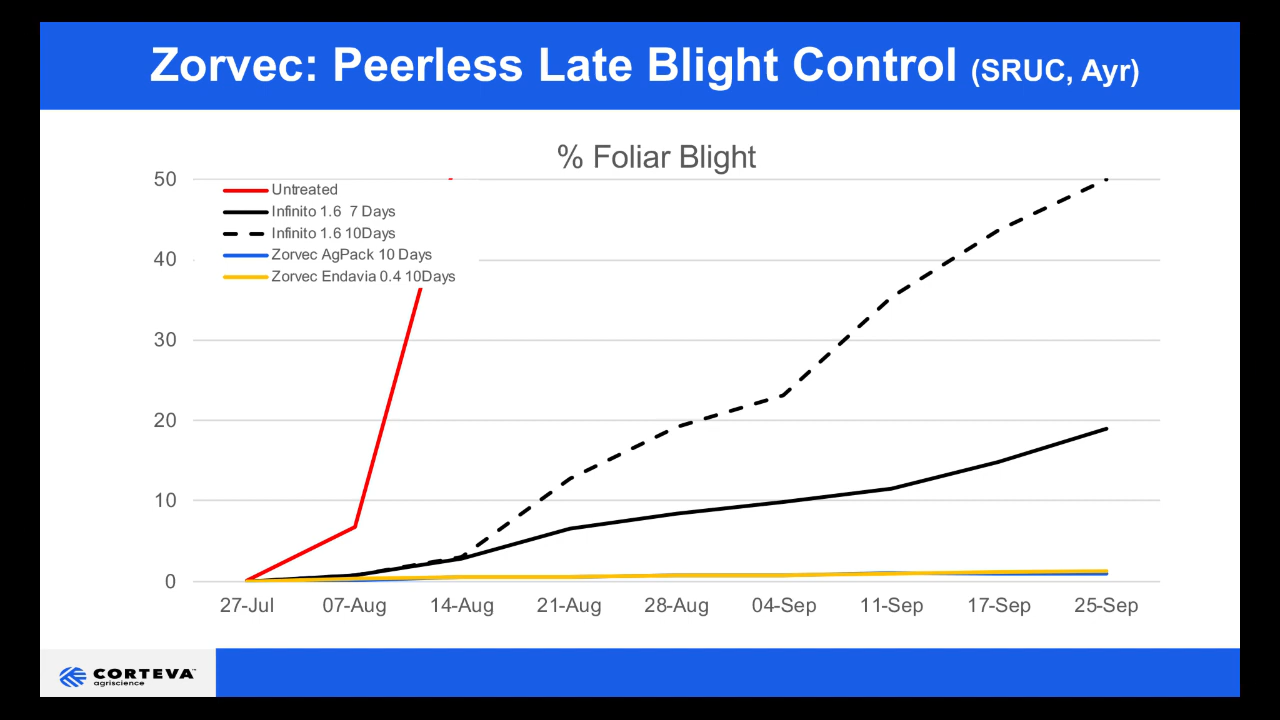 Zorvec: Peerless Late Blight Control (SRUC, Ayr)
% Foliar Blight
50
40
30
20
10
0
Untreated
Infinito 1.6 7 Days
Infinito 1.6 10Days
Zorvec AgPack 10 Days
Zorvec Endavia 0.4 10Days
27-Jul 07-Aug 14-Aug 21-Aug 28-Aug 04-Sep 11-Sep 17-Sep 25-Sep
CORTEVA™
agriscience